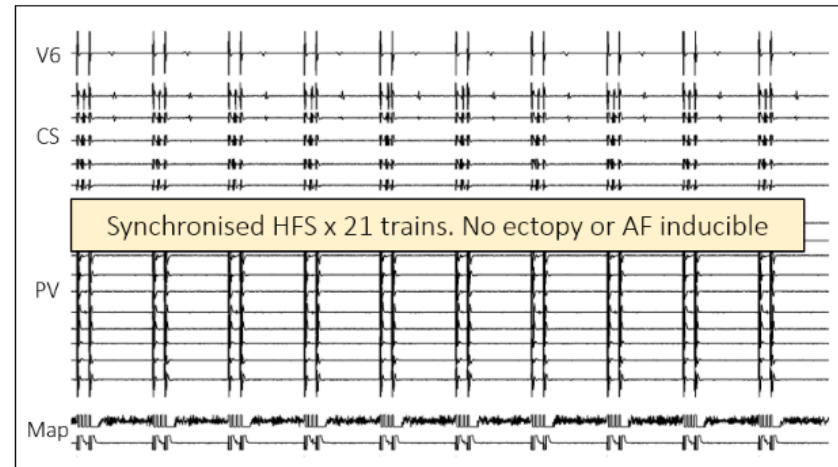 V6
CS
Synchronised HFS x 21 trains. No ectopy or AF inducible
PV
Map